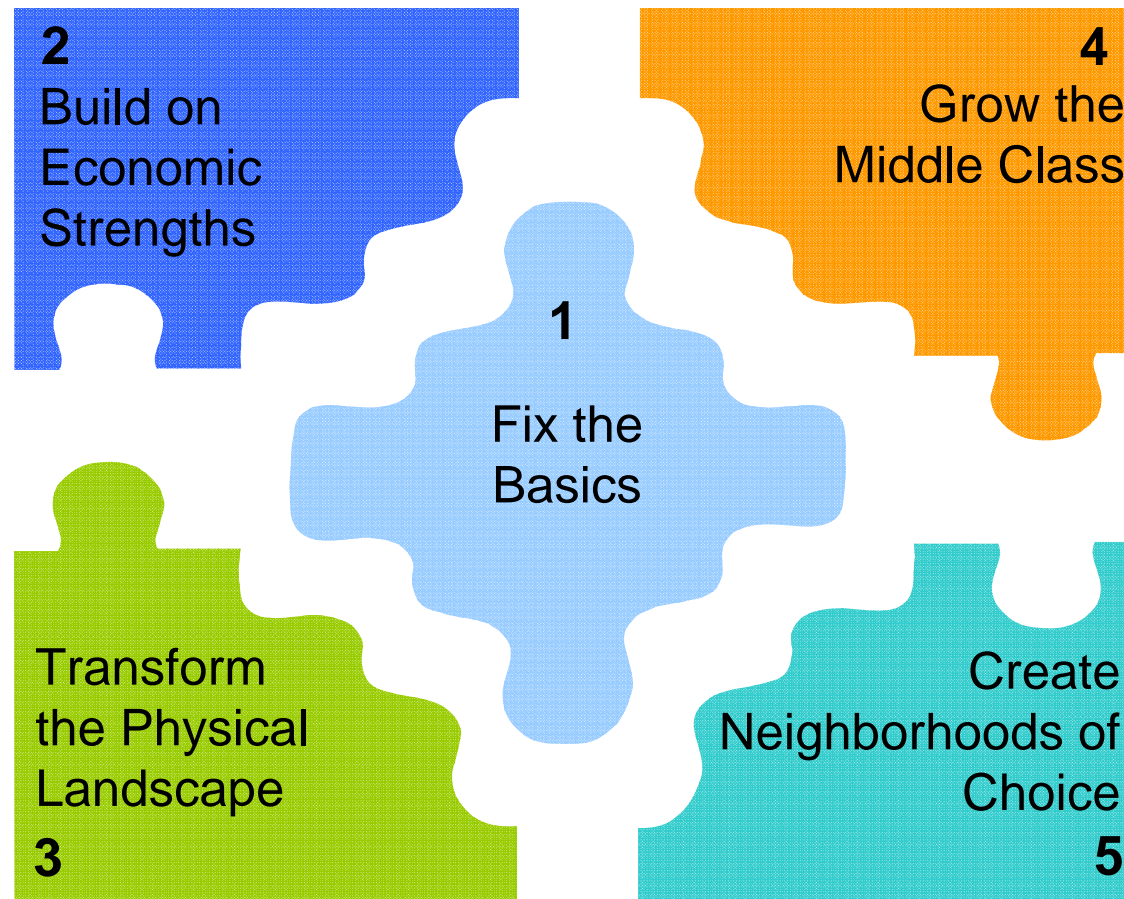 2
Build on
Economic
Strengths
4
Grow the
Middle Class
1
Fix the
Basics
Transform
the Physical
Landscape
3
Create
Neighborhoods of
Choice
5